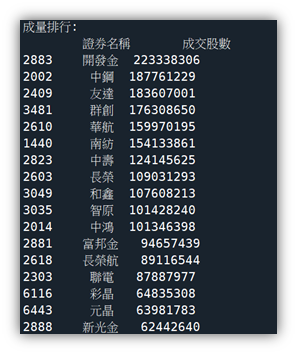 成量排行:
證券名稱 成交股數
2883 開發金 223338306
2002 中鋼 187761229
2409 友達 183607001
3481 群創 176308650
2610 華航 159970195
1440 南紡 154133861
2823 中壽 124145625
2603 長榮 109031293
3049 和鑫 107608213
3035 智原 101428240
2014 中鴻 101346398
2881 富邦金 94657439
2618 長榮航 89116544
2303 聯電 87887977
6116 彩晶 64835308
6443 元晶 63981783
2888 新光金 62442640